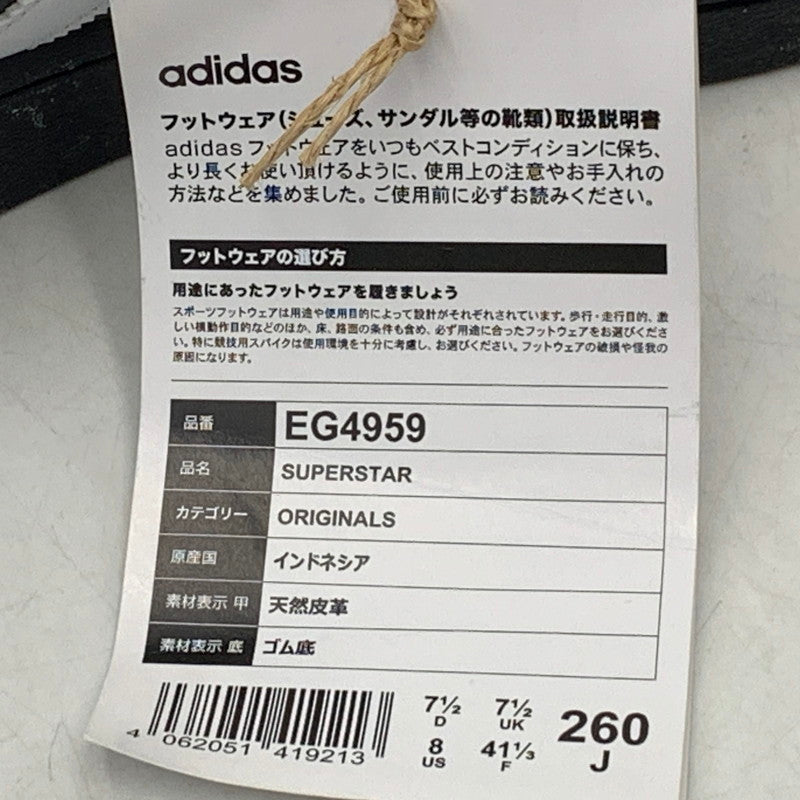 adidas
フットウェア(シューズ、サンダル等の靴類)取扱説明書
adidas フットウェアをいつもベストコンディションに保ち、
より長くお使い頂けるように、使用上の注意やお手入れの
方法などを集めました。ご使用前に必ずお読みください。
フットウェアの選び方
用途にあったフットウェアを履きましょう
スポーツフットウェアは用途や使用目的によって設計がそれぞれされています。歩行・走行目的、激
しい横動作目的などのほか、床、路面の条件も含め、必ず用途に合ったフットウェアをお選びくださ
い。特に競技用スパイクは使用環境を十分に考慮し、お選びください。フットウェアの破損や怪我の
原因になります。
品番 EG4959
品名 SUPERSTAR
カテゴリー ORIGINALS
原産国 インドネシア
素材表示 甲 天然皮革
素材表示 底 ゴム底
7½ 7½ 260
D UK J
8 41⅓
US F
4 062051 419213